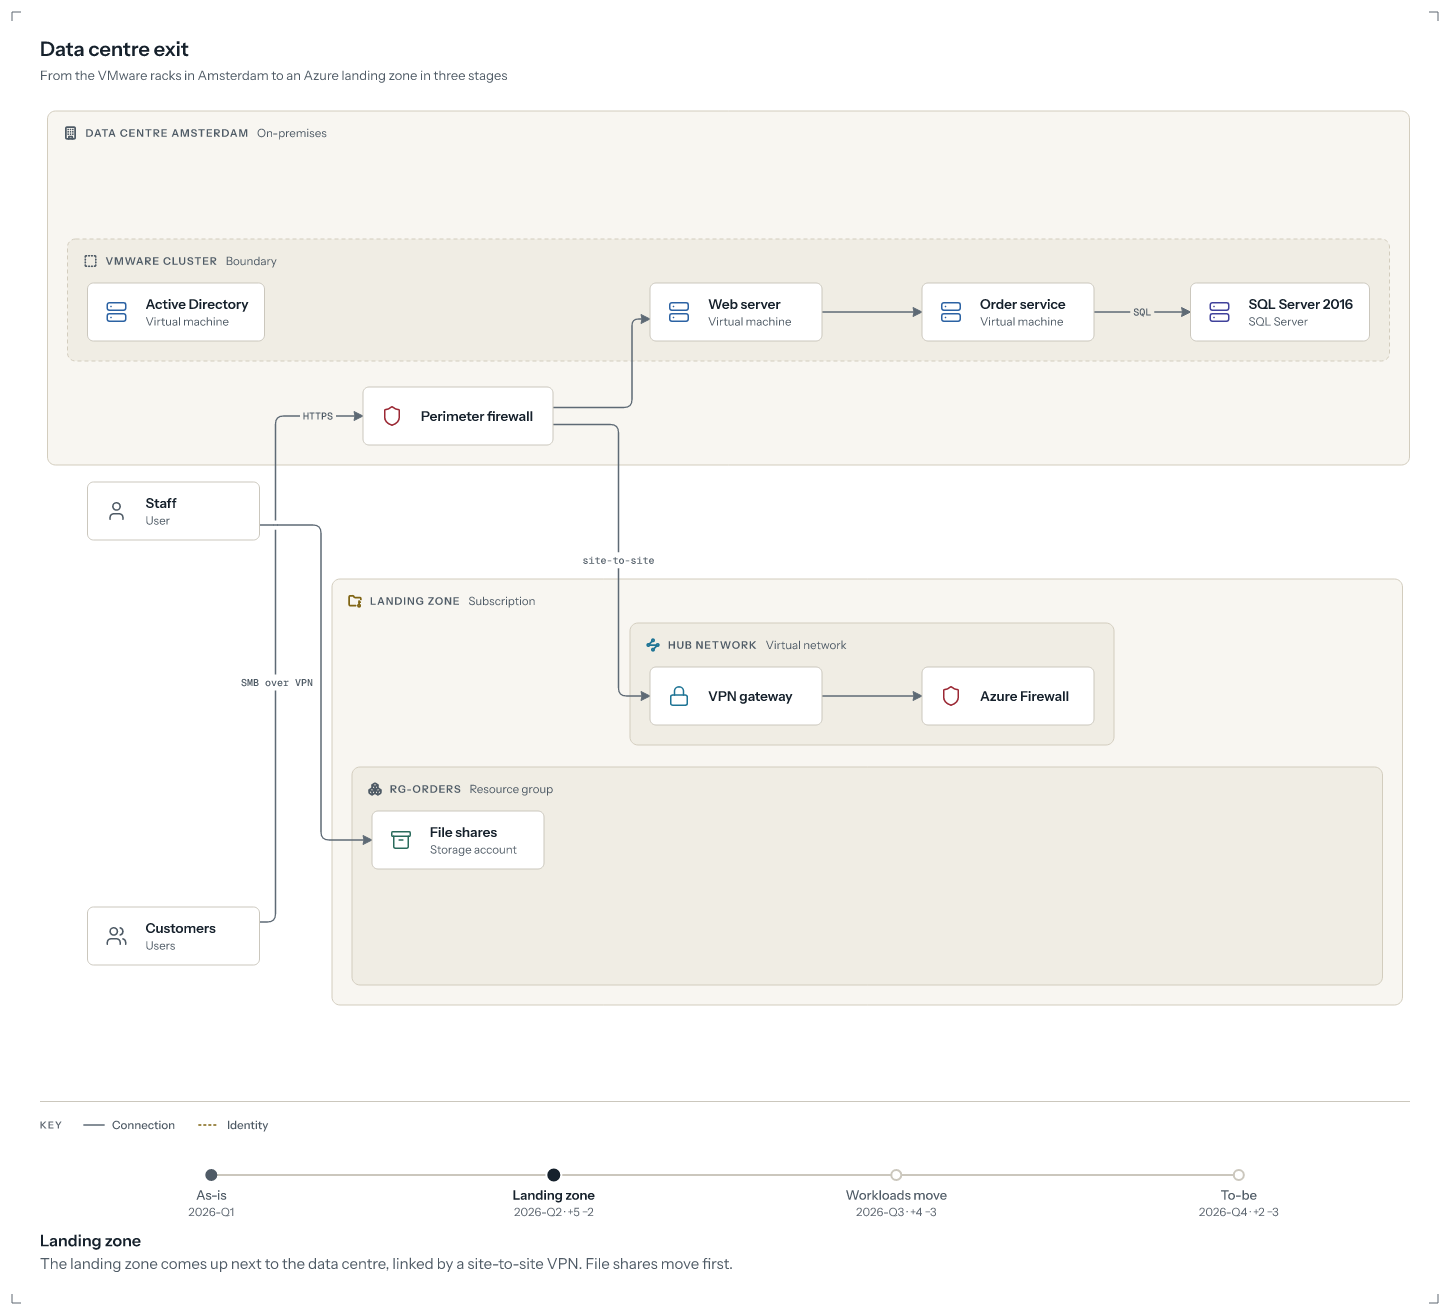 Data centre exit
From the VMware racks in Amsterdam to an Azure landing zone in three stages
DATA CENTRE AMSTERDAM On-premises
VMWARE CLUSTER Boundary
Active Directory
Virtual machine
Web server
Virtual machine
Order service
Virtual machine
SQL
SQL Server 2016
SQL Server
HTTPS
Perimeter firewall
Staff
User
site-to-site
LANDING ZONE Subscription
HUB NETWORK Virtual network
SMB over VPN
VPN gateway
Azure Firewall
RG-ORDERS Resource group
File shares
Storage account
Customers
Users
KEY Connection Identity
As-is
2026-Q1
Landing zone
2026-Q2 · +5 −2
Workloads move
2026-Q3 · +4 −3
To-be
2026-Q4 · +2 −3
Landing zone
The landing zone comes up next to the data centre, linked by a site-to-site VPN. File shares move first.